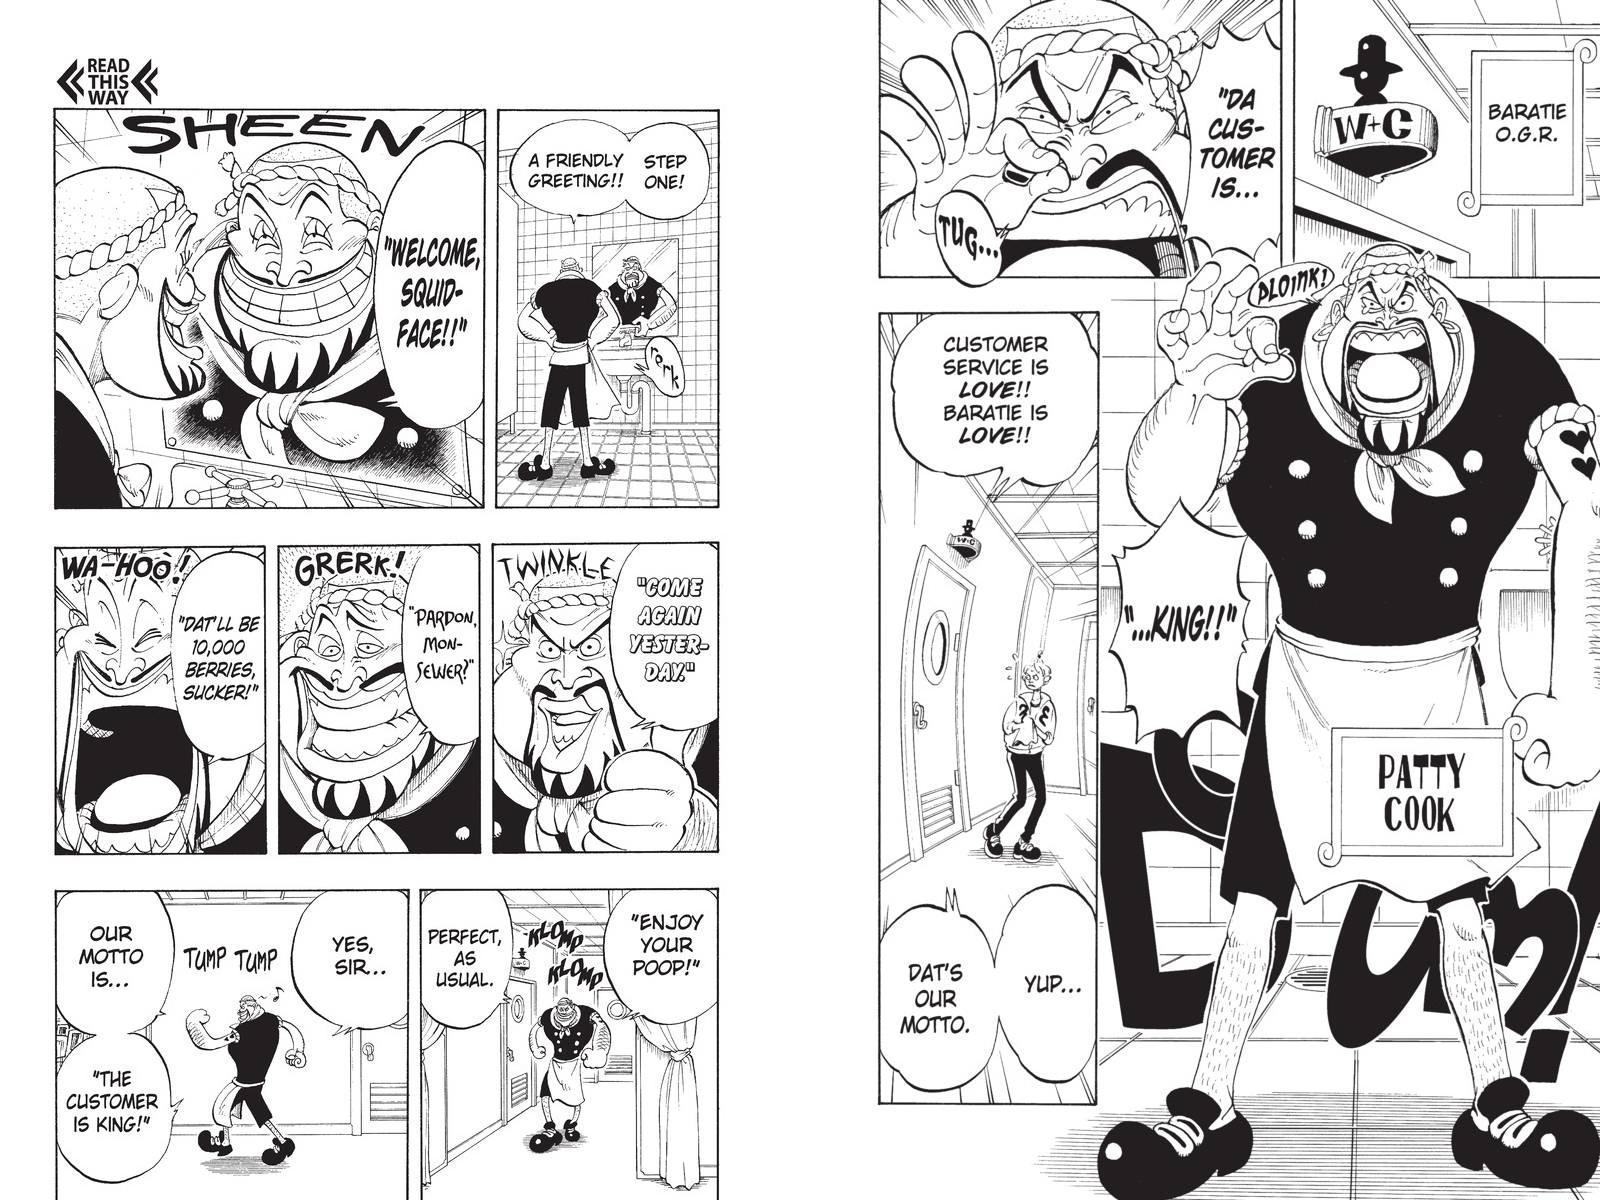 BARATIE
O.G.R.
W+C
"DA
CUS-
TOMER
IS...
TUG...
PLOINK!
"...KING!!"
PATTY
COOK
DUN!
CUSTOMER
SERVICE IS
LOVE!!
BARATIE IS
LOVE!!
W+C
YUP...
DAT'S
OUR
MOTTO.
READ
THIS
WAY
STEP
ONE!
A FRIENDLY
GREETING!!
SHEEN
"WELCOME,
SQUID-
FACE!!"
TWINKLE
"COME
AGAIN
YESTER-
DAY."
GRERK!
"PARDON,
MON-
SEWER?"
WA-HOO!
"DAT'LL BE
10,000
BERRIES,
SUCKER!"
"ENJOY
YOUR
POOP!"
KLOMP
KLOMP
PERFECT,
AS
USUAL.
YES,
SIR...
TUMP TUMP
OUR
MOTTO
IS...
"THE
CUSTOMER
IS KING!"